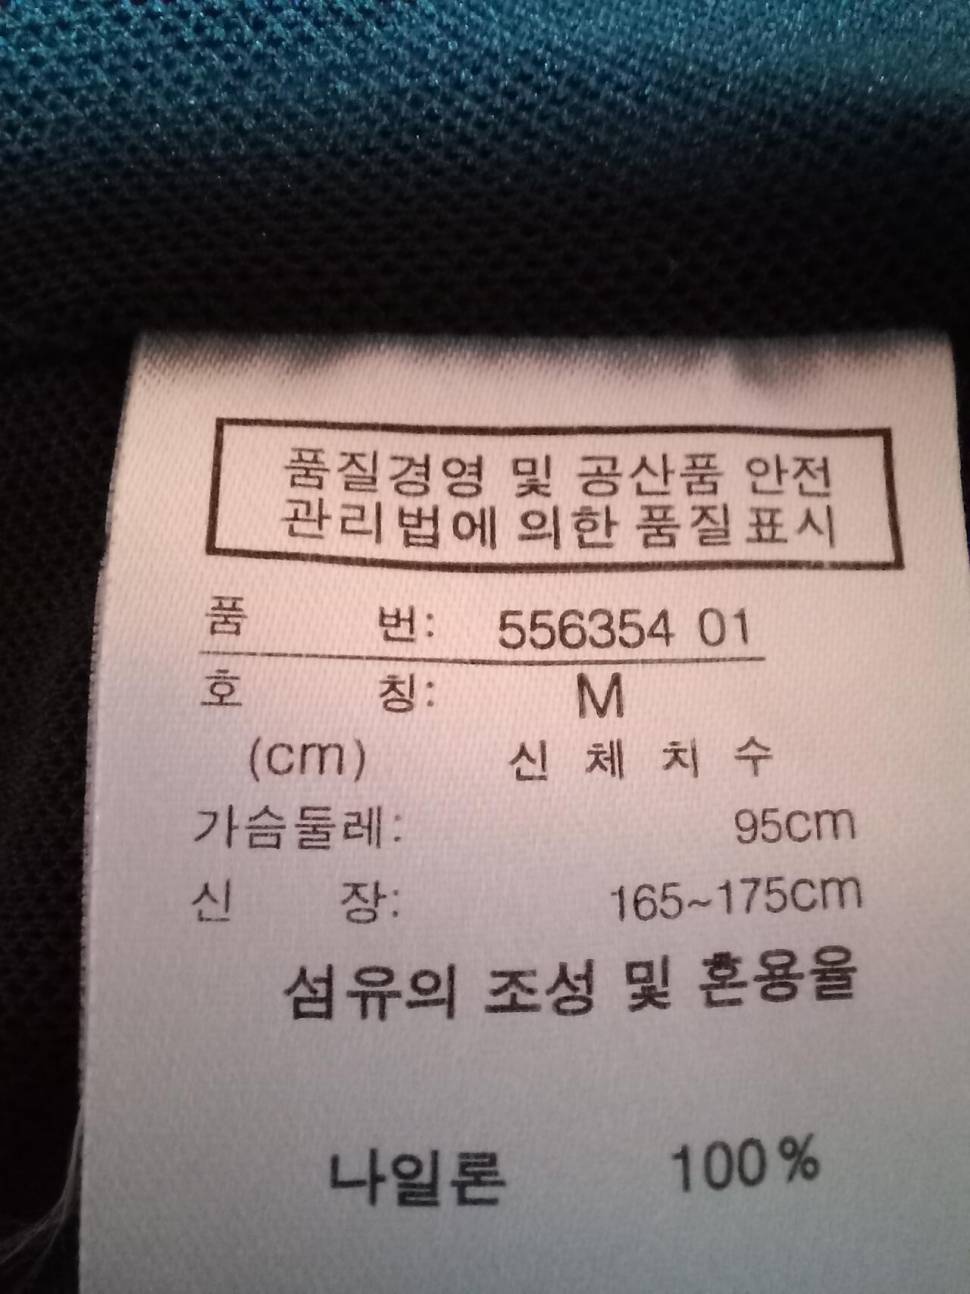 품질경영 및 공산품 안전
관리법에 의한 품질표시
품 번: 556354 01
호 칭: M
(cm) 신 체 치 수
가슴둘레: 95cm
신 장: 165~175cm
섬유의 조성 및 혼용율
나일론 100%